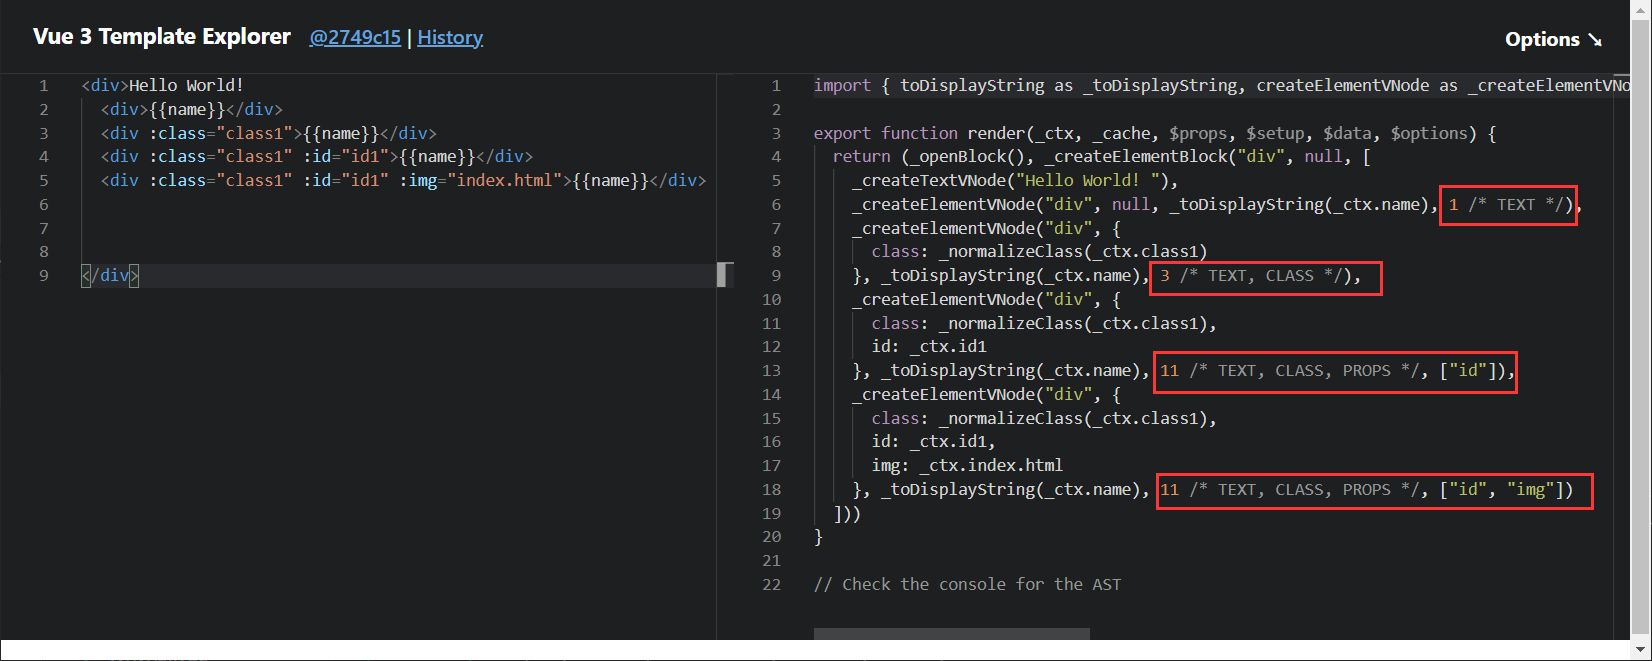 Vue 3 Template Explorer @2749c15 | History
Options ↘
1 <div>Hello World!
2   <div>{{name}}</div>
3   <div :class="class1">{{name}}</div>
4   <div :class="class1" :id="id1">{{name}}</div>
5   <div :class="class1" :id="id1" :img="index.html">{{name}}</div>
6
7
8
9 </div>
1 import { toDisplayString as _toDisplayString, createElementVNode as _createElementVNo
2
3 export function render(_ctx, _cache, $props, $setup, $data, $options) {
4   return (_openBlock(), _createElementBlock("div", null, [
5     _createTextVNode("Hello World! "),
6     _createElementVNode("div", null, _toDisplayString(_ctx.name), 1 /* TEXT */),
7     _createElementVNode("div", {
8       class: _normalizeClass(_ctx.class1)
9     }, _toDisplayString(_ctx.name), 3 /* TEXT, CLASS */),
10     _createElementVNode("div", {
11       class: _normalizeClass(_ctx.class1),
12       id: _ctx.id1
13     }, _toDisplayString(_ctx.name), 11 /* TEXT, CLASS, PROPS */, ["id"]),
14     _createElementVNode("div", {
15       class: _normalizeClass(_ctx.class1),
16       id: _ctx.id1,
17       img: _ctx.index.html
18     }, _toDisplayString(_ctx.name), 11 /* TEXT, CLASS, PROPS */, ["id", "img"])
19   ]))
20 }
21
22 // Check the console for the AST